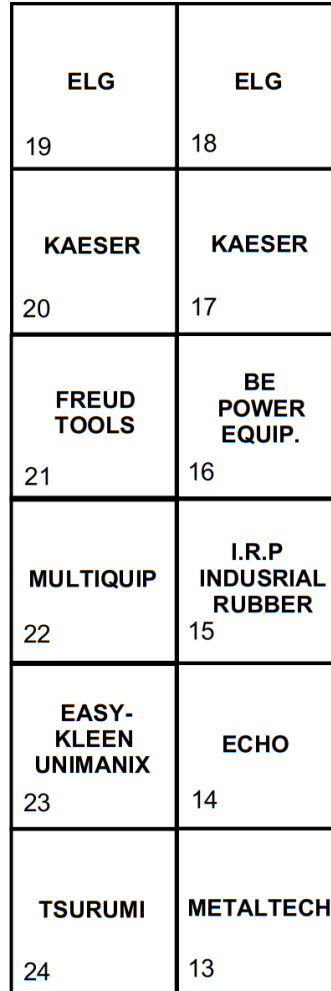 ELG
19
ELG
18
KAESER
20
KAESER
17
FREUD
TOOLS
21
BE
POWER
EQUIP.
16
MULTIQUIP
22
I.R.P
INDUSRIAL
RUBBER
15
EASY-
KLEEN
UNIMANIX
23
ECHO
14
TSURUMI
24
METALTECH
13